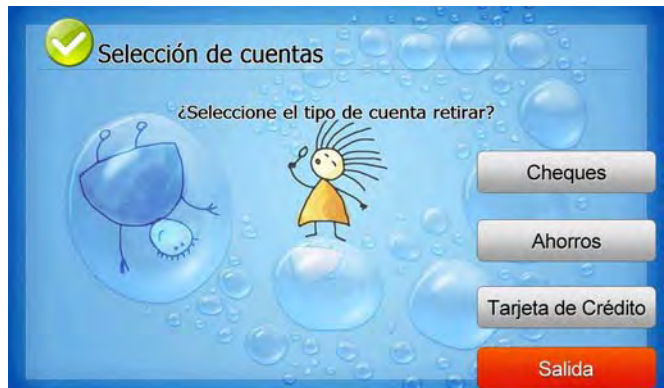 Selección de cuentas
¿Seleccione el tipo de cuenta retirar?
Cheques
Ahorros
Tarjeta de Crédito
Salida